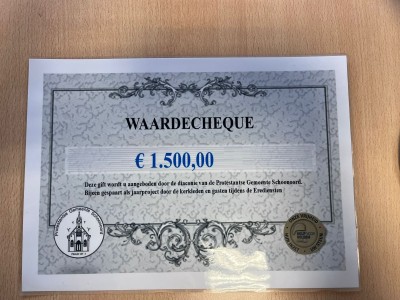 WAARDECHEQUE
€ 1.500,00
Deze gift wordt u aangeboden door de diaconie van de Protestantse Gemeente Schoonoord.
Bijeen gespaart als jaarproject door de kerkleden en gasten tijdens de Erediensten